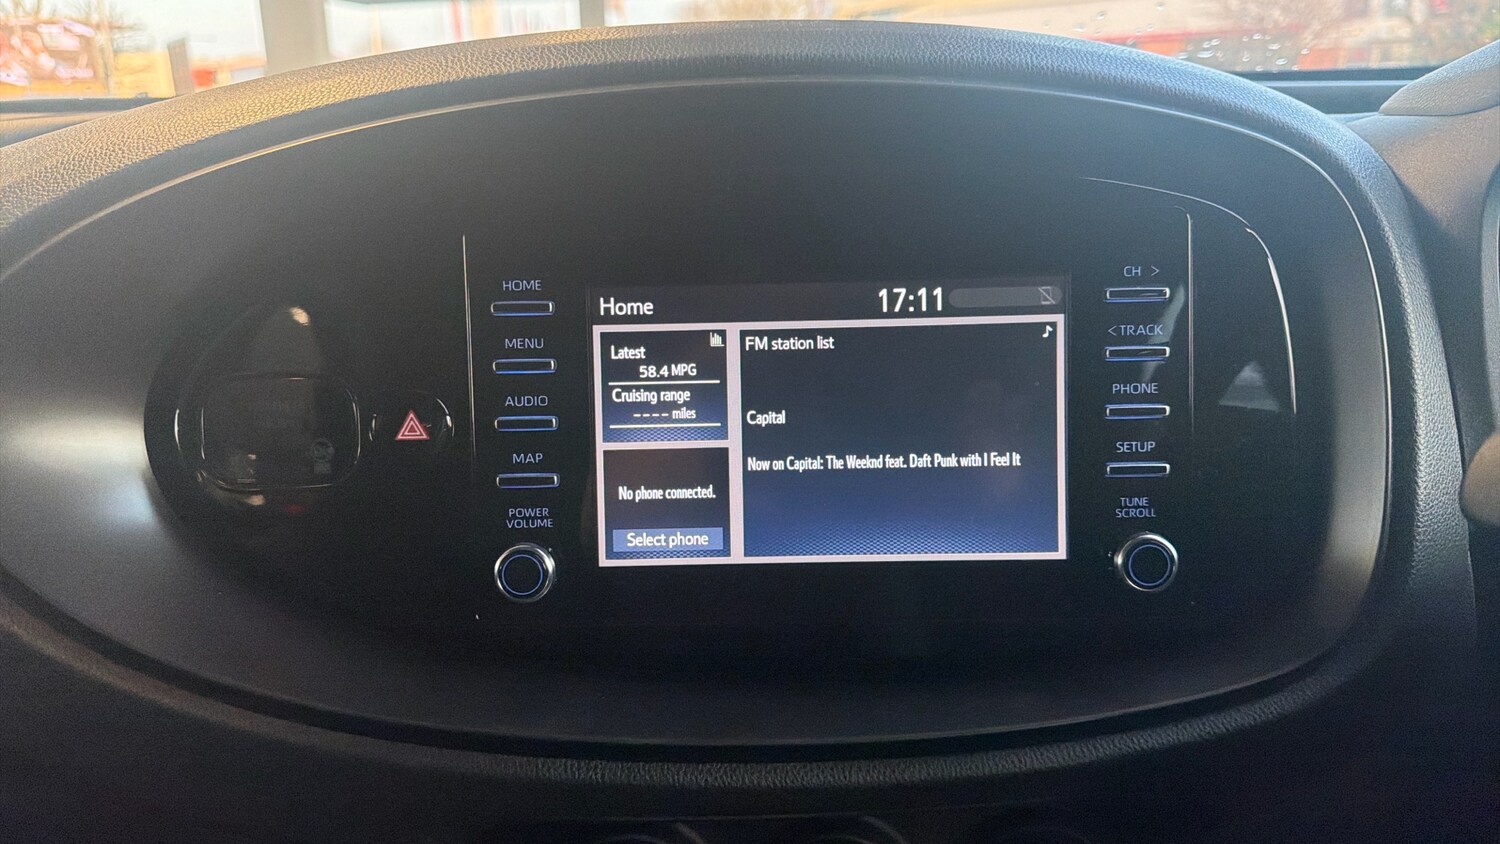 HOME
MENU
AUDIO
MAP
POWER
VOLUME
Home
17:11
Latest
58.4 MPG
Cruising range
---- miles
No phone connected.
Select phone
FM station list
Capital
Now on Capital: The Weeknd feat. Daft Punk with I Feel It
CH >
< TRACK
PHONE
SETUP
TUNE
SCROLL